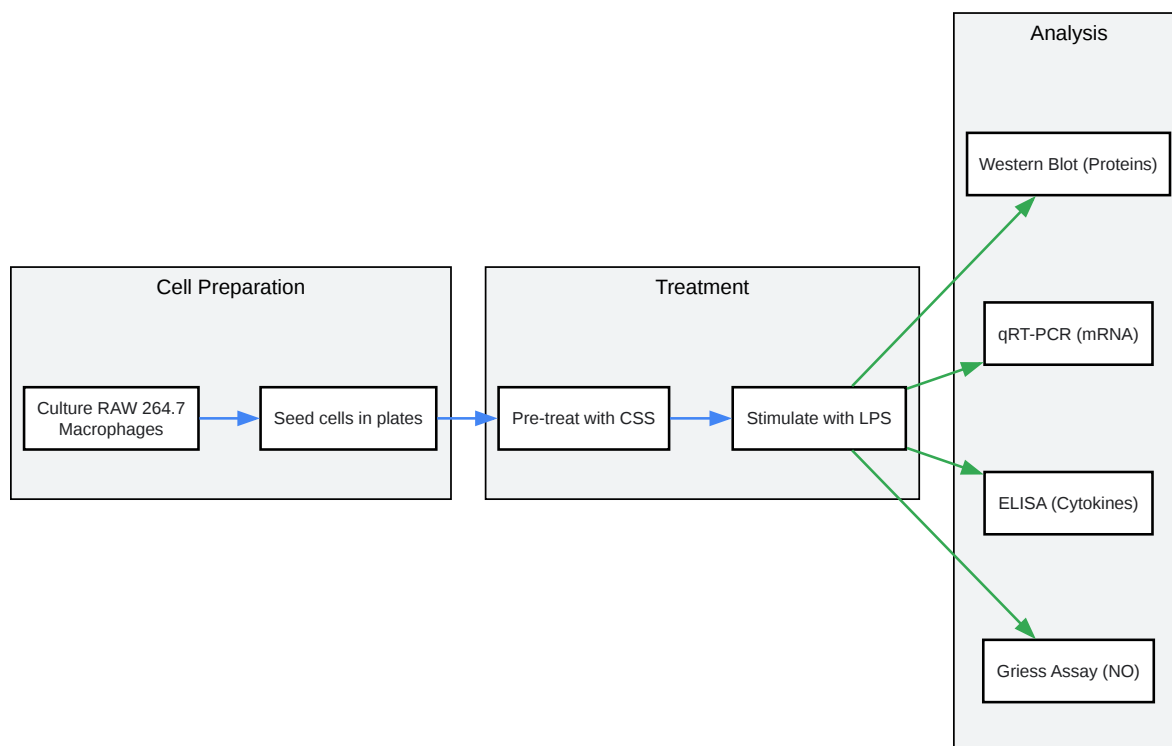 Analysis
Western Blot (Proteins)
Cell Preparation
Treatment
qRT-PCR (mRNA)
Culture RAW 264.7
Macrophages
Seed cells in plates
Pre-treat with CSS
Stimulate with LPS
ELISA (Cytokines)
Griess Assay (NO)